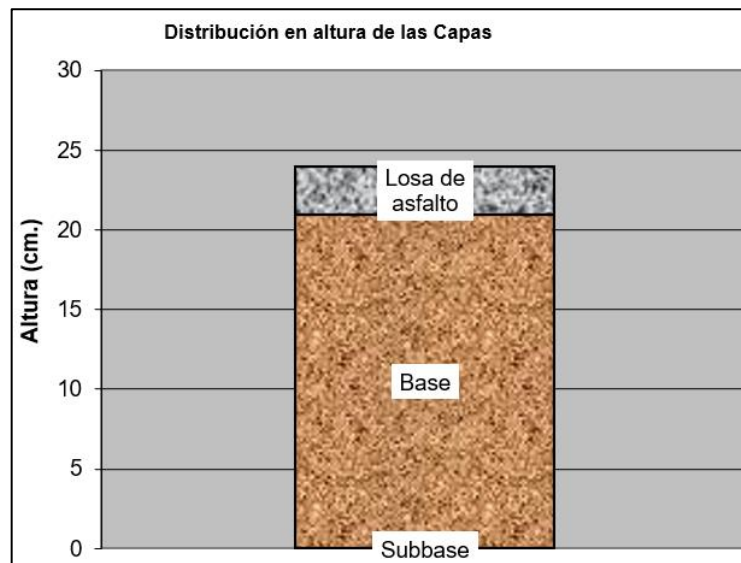 Distribución en altura de las Capas
30
25
20
15
10
5
0
Altura (cm.)
Losa de
asfalto
Base
Subbase